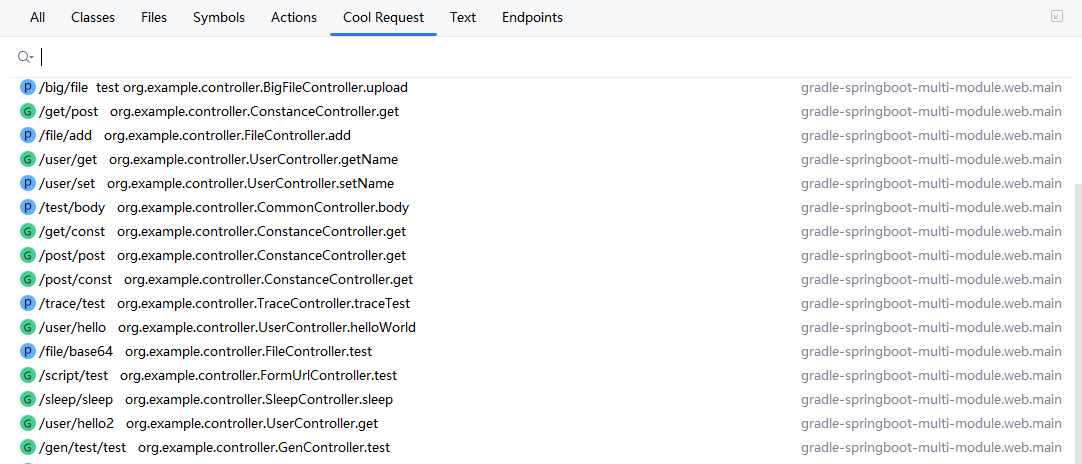 All Classes Files Symbols Actions Cool Request Text Endpoints
P /big/file test org.example.controller.BigFileController.upload gradle-springboot-multi-module.web.main
G /get/post org.example.controller.ConstanceController.get gradle-springboot-multi-module.web.main
P /file/add org.example.controller.FileController.add gradle-springboot-multi-module.web.main
G /user/get org.example.controller.UserController.getName gradle-springboot-multi-module.web.main
P /user/set org.example.controller.UserController.setName gradle-springboot-multi-module.web.main
P /test/body org.example.controller.CommonController.body gradle-springboot-multi-module.web.main
G /get/const org.example.controller.ConstanceController.get gradle-springboot-multi-module.web.main
G /post/post org.example.controller.ConstanceController.get gradle-springboot-multi-module.web.main
G /post/const org.example.controller.ConstanceController.get gradle-springboot-multi-module.web.main
P /trace/test org.example.controller.TraceController.traceTest gradle-springboot-multi-module.web.main
G /user/hello org.example.controller.UserController.helloWorld gradle-springboot-multi-module.web.main
P /file/base64 org.example.controller.FileController.test gradle-springboot-multi-module.web.main
G /script/test org.example.controller.FormUrlController.test gradle-springboot-multi-module.web.main
G /sleep/sleep org.example.controller.SleepController.sleep gradle-springboot-multi-module.web.main
G /user/hello2 org.example.controller.UserController.get gradle-springboot-multi-module.web.main
G /gen/test/test org.example.controller.GenController.test gradle-springboot-multi-module.web.main